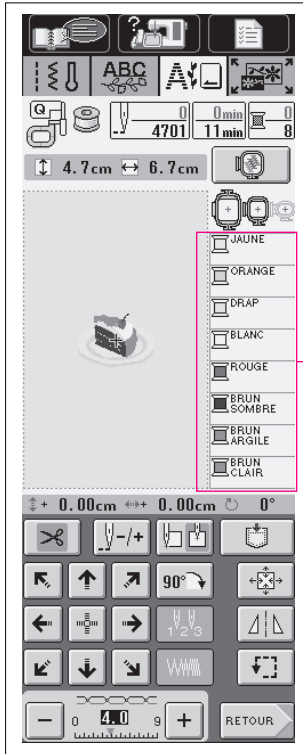 ?
ABC
A
Q
0
4701
0min
11min
0
8
4.7cm
6.7cm
JAUNE
ORANGE
DRAP
BLANC
ROUGE
BRUN
SOMBRE
BRUN
ARGILE
BRUN
CLAIR
+ 0.00cm
+ 0.00cm
0°
-/+
90°
1 2 3
- 0 4.0 9 +
RETOUR